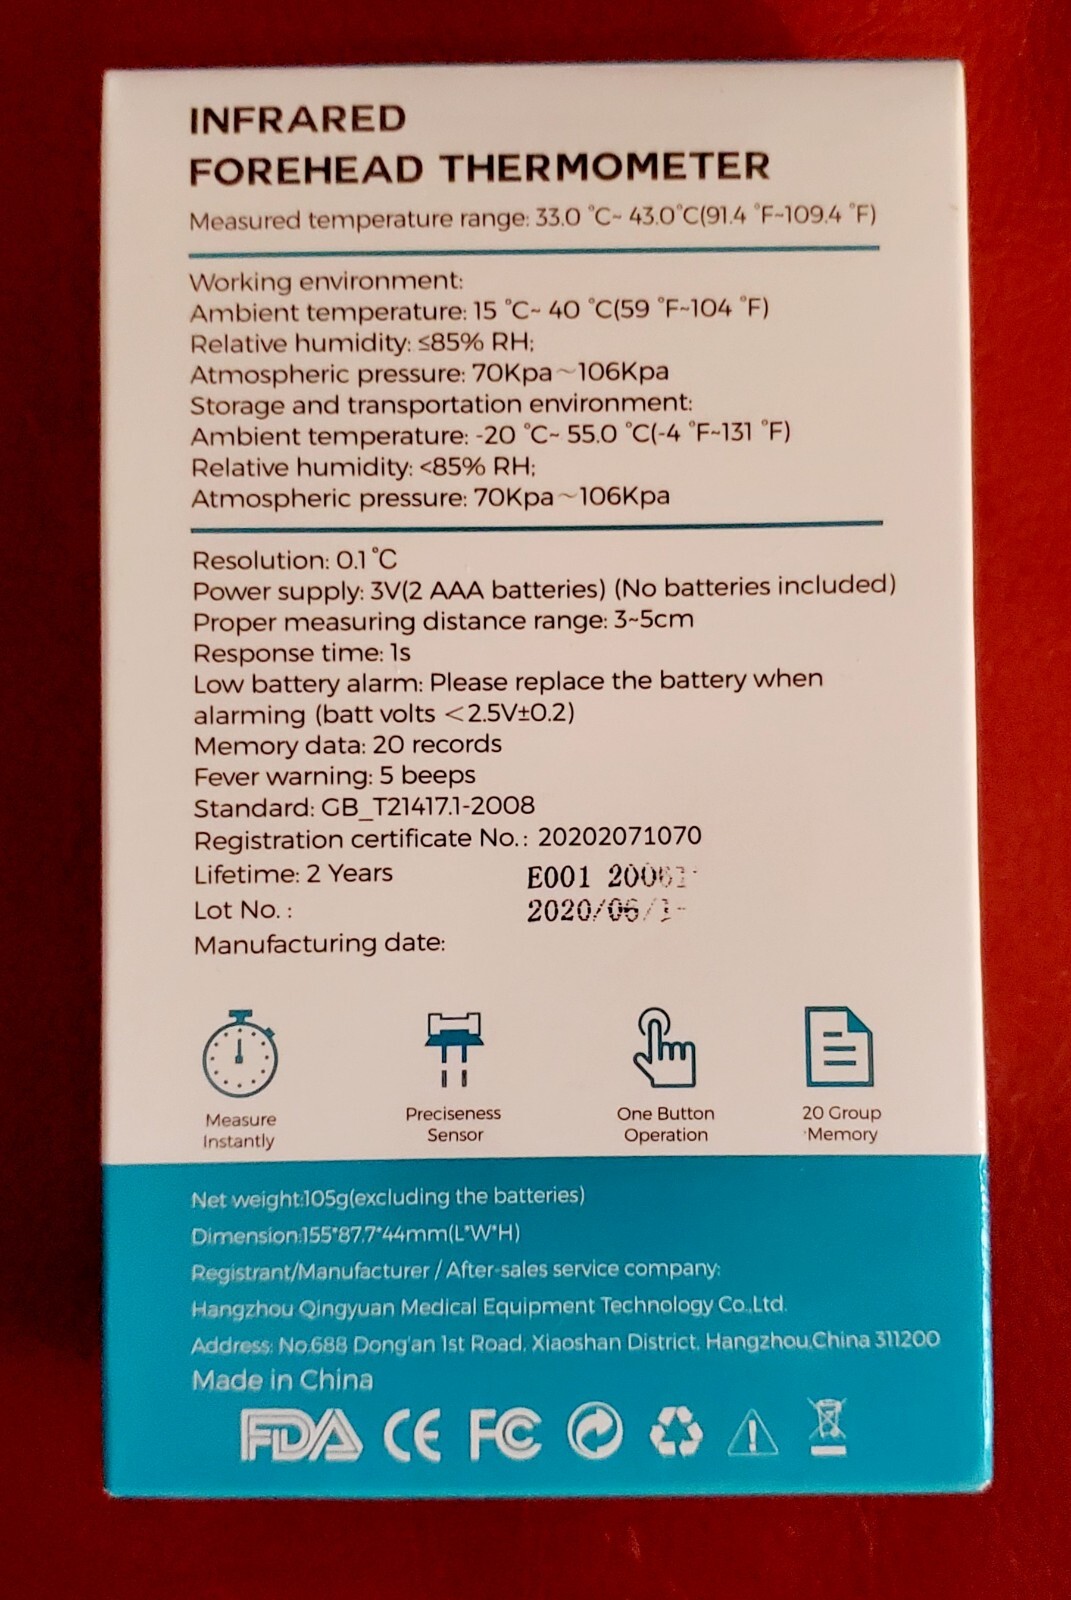 INFRARED
FOREHEAD THERMOMETER
Measured temperature range: 33.0 °C~ 43.0°C(91.4 °F~109.4 °F)
Working environment:
Ambient temperature: 15 °C~ 40 °C(59 °F~104 °F)
Relative humidity: ≤85% RH;
Atmospheric pressure: 70Kpa~106Kpa
Storage and transportation environment:
Ambient temperature: -20 °C~ 55.0 °C(-4 °F~131 °F)
Relative humidity: <85% RH;
Atmospheric pressure: 70Kpa~106Kpa
Resolution: 0.1 °C
Power supply: 3V(2 AAA batteries) (No batteries included)
Proper measuring distance range: 3~5cm
Response time: 1s
Low battery alarm: Please replace the battery when
alarming (batt volts <2.5V±0.2)
Memory data: 20 records
Fever warning: 5 beeps
Standard: GB_T21417.1-2008
Registration certificate No.: 20202071070
Lifetime: 2 Years
E001
Lot No. :
Manufacturing date:
Measure
Instantly
Preciseness
Sensor
One Button
Operation
20 Group
Memory
Net weight:105g(excluding the batteries)
Dimension:155*87.7*44mm(L*W*H)
Registrant/Manufacturer / After-sales service company:
Hangzhou Qingyuan Medical Equipment Technology Co.,Ltd.
Address: No.688 Dong'an 1st Road, Xiaoshan District, Hangzhou,China 311200
Made in China
FDA CE FC